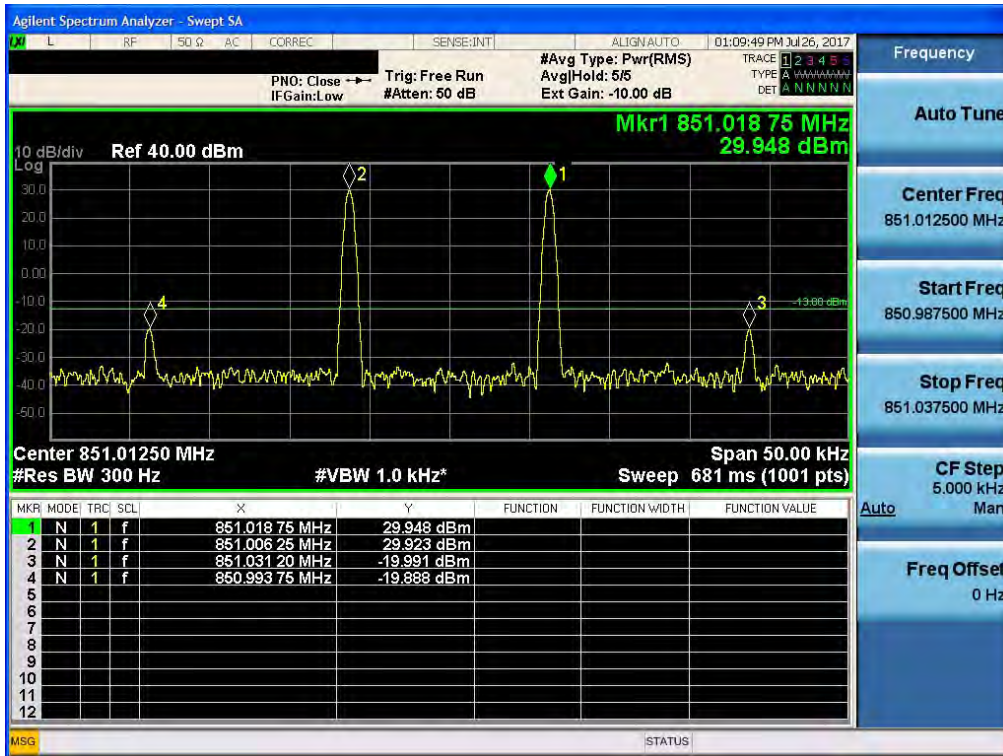 Agilent Spectrum Analyzer - Swept SA
L RF 50 Ω AC CORREC SENSE:INT ALIGN AUTO 01:09:49 PM Jul 26, 2017
PNO: Close Trig: Free Run #Avg Type: Pwr(RMS) TRACE 1 2 3 4 5 6
IFGain:Low #Atten: 50 dB Avg|Hold: 5/5 TYPE A
Ext Gain: -10.00 dB DET A N N N N N
Mkr1 851.018 75 MHz
29.948 dBm
10 dB/div Ref 40.00 dBm
Log
30.0
20.0
10.0
0.00
-10.0
-20.0
-30.0
-40.0
-50.0
2
1
4
3
-13.00 dBm
Center 851.01250 MHz Span 50.00 kHz
#Res BW 300 Hz #VBW 1.0 kHz* Sweep 681 ms (1001 pts)
MKR MODE TRC SCL X Y FUNCTION FUNCTION WIDTH FUNCTION VALUE
1 N 1 f 851.018 75 MHz 29.948 dBm
2 N 1 f 851.006 25 MHz 29.923 dBm
3 N 1 f 851.031 20 MHz -19.991 dBm
4 N 1 f 850.993 75 MHz -19.888 dBm
5
6
7
8
9
10
11
12
MSG STATUS
Frequency
Auto Tune
Center Freq
851.012500 MHz
Start Freq
850.987500 MHz
Stop Freq
851.037500 MHz
CF Step
5.000 kHz
Auto Man
Freq Offset
0 Hz